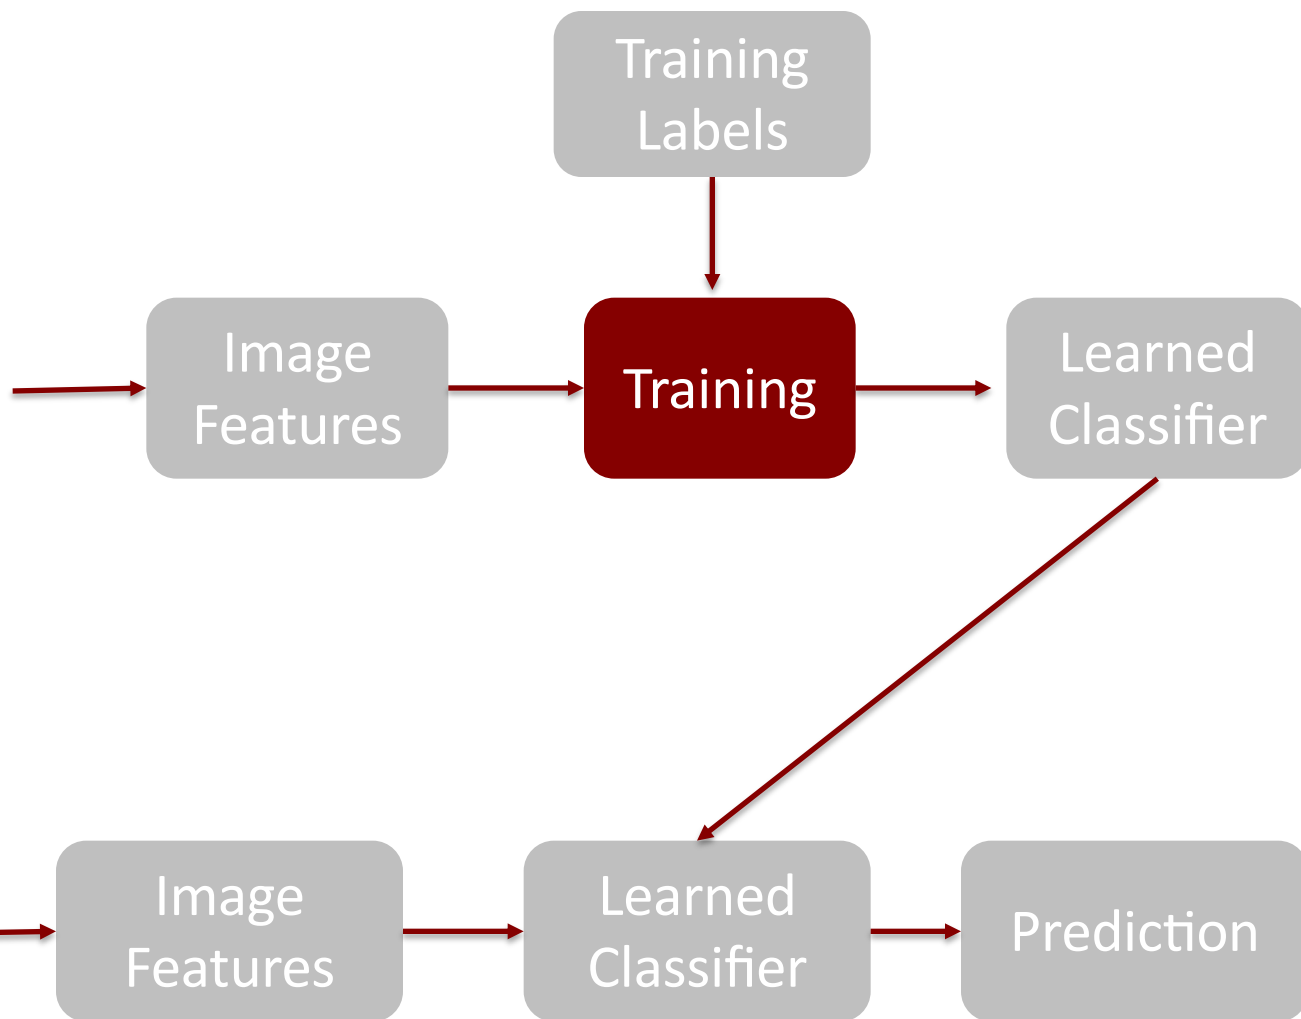 Training
Labels
Image
Features
Training
Learned
Classifier
Image
Features
Learned
Classifier
Prediction